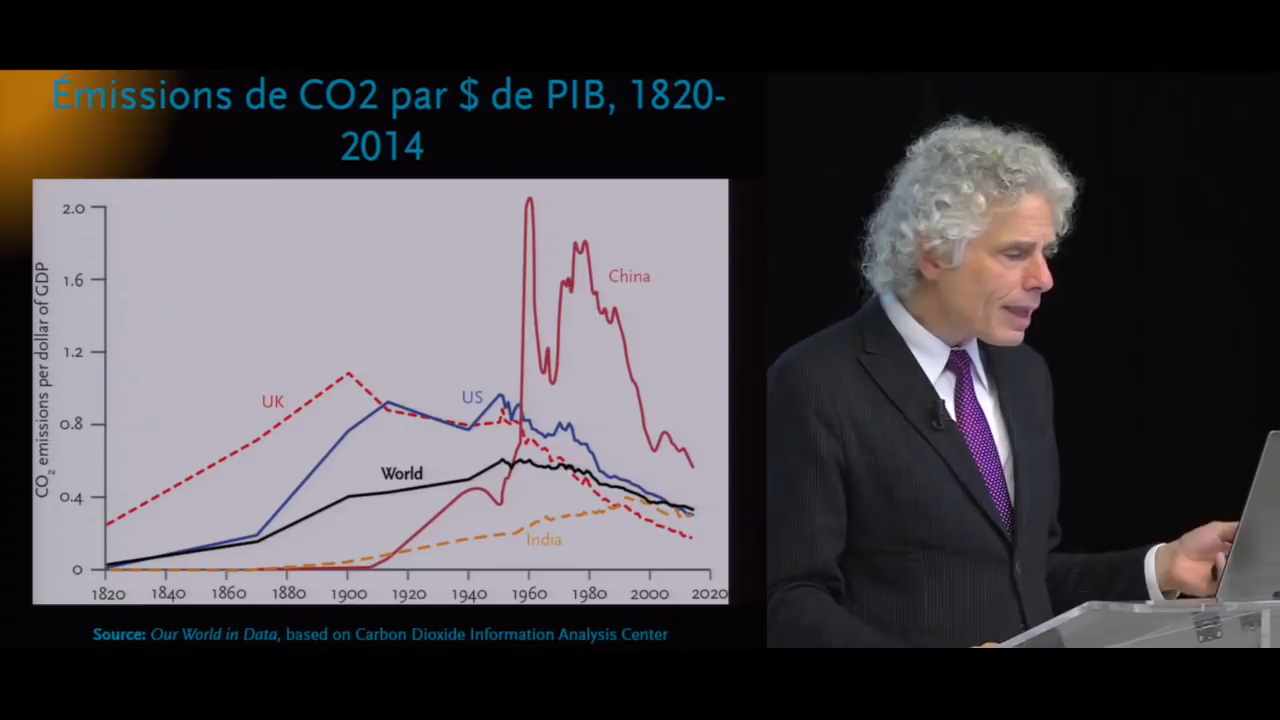 Émissions de CO2 par $ de PIB, 1820-
2014
CO₂ emissions per dollar of GDP
2.0
1.6
1.2
0.8
0.4
0
China
UK
US
World
India
1820 1840 1860 1880 1900 1920 1940 1960 1980 2000 2020
Source: Our World in Data, based on Carbon Dioxide Information Analysis Center